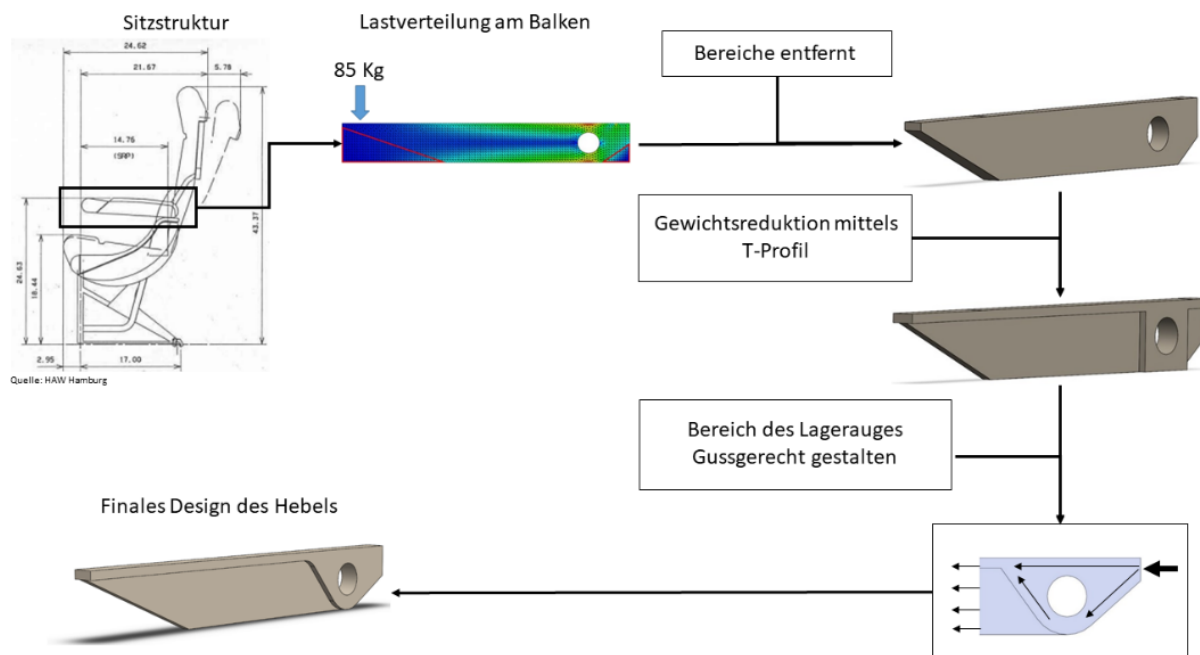 Sitzstruktur
Lastverteilung am Balken
24.62
21.67
5.78
85 Kg
Bereiche entfernt
14.76
(SRP)
43.37
24.63
18.44
2.95
17.00
Quelle: HAW Hamburg
Gewichtsreduktion mittels
T-Profil
Bereich des Lagerauges
Gussgerecht gestalten
Finales Design des Hebels